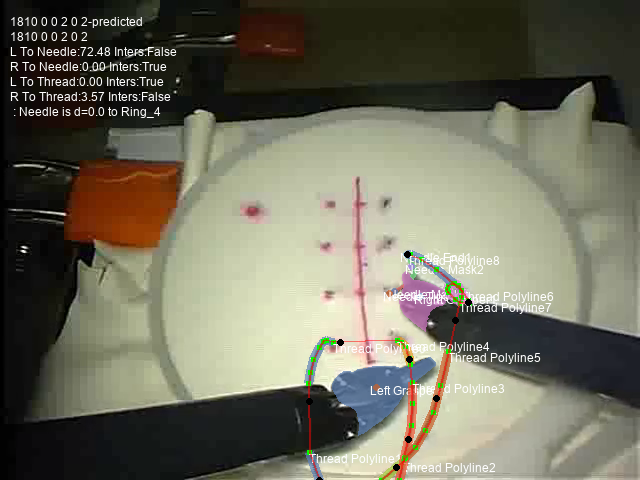 1810 0 0 2 0 2-predicted
1810 0 0 2 0 2
L To Needle:72.48 Inters:False
R To Needle:0.00 Inters:True
L To Thread:0.00 Inters:True
R To Thread:3.57 Inters:False
: Needle is d=0.0 to Ring_4
Thread Polyline8
Needle Mask2
Thread Polyline6
Thread Polyline7
Thread Polyline4
Thread Polyline5
Left Gra
Thread Polyline3
Thread Polyline
Thread Polyline2